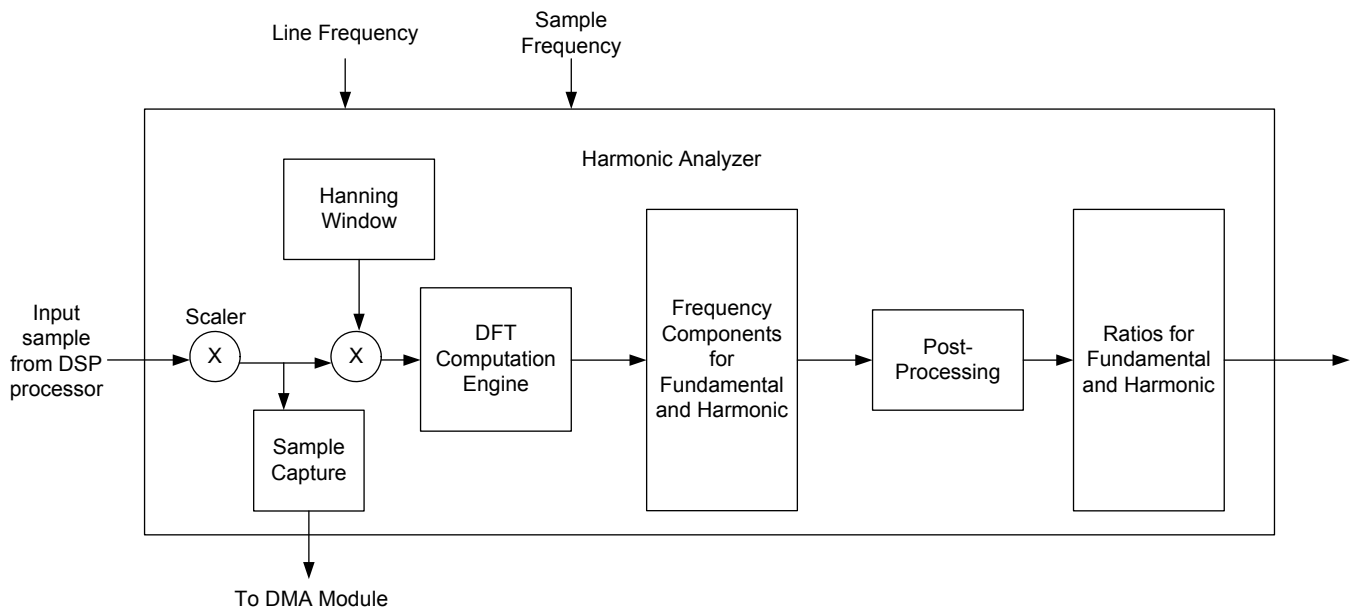 Line Frequency
Sample
Frequency
Harmonic Analyzer
Hanning
Window
Input
sample
from DSP
processor
Scaler
X
X
DFT
Computation
Engine
Frequency
Components
for
Fundamental
and Harmonic
Post-
Processing
Ratios for
Fundamental
and Harmonic
Sample
Capture
To DMA Module